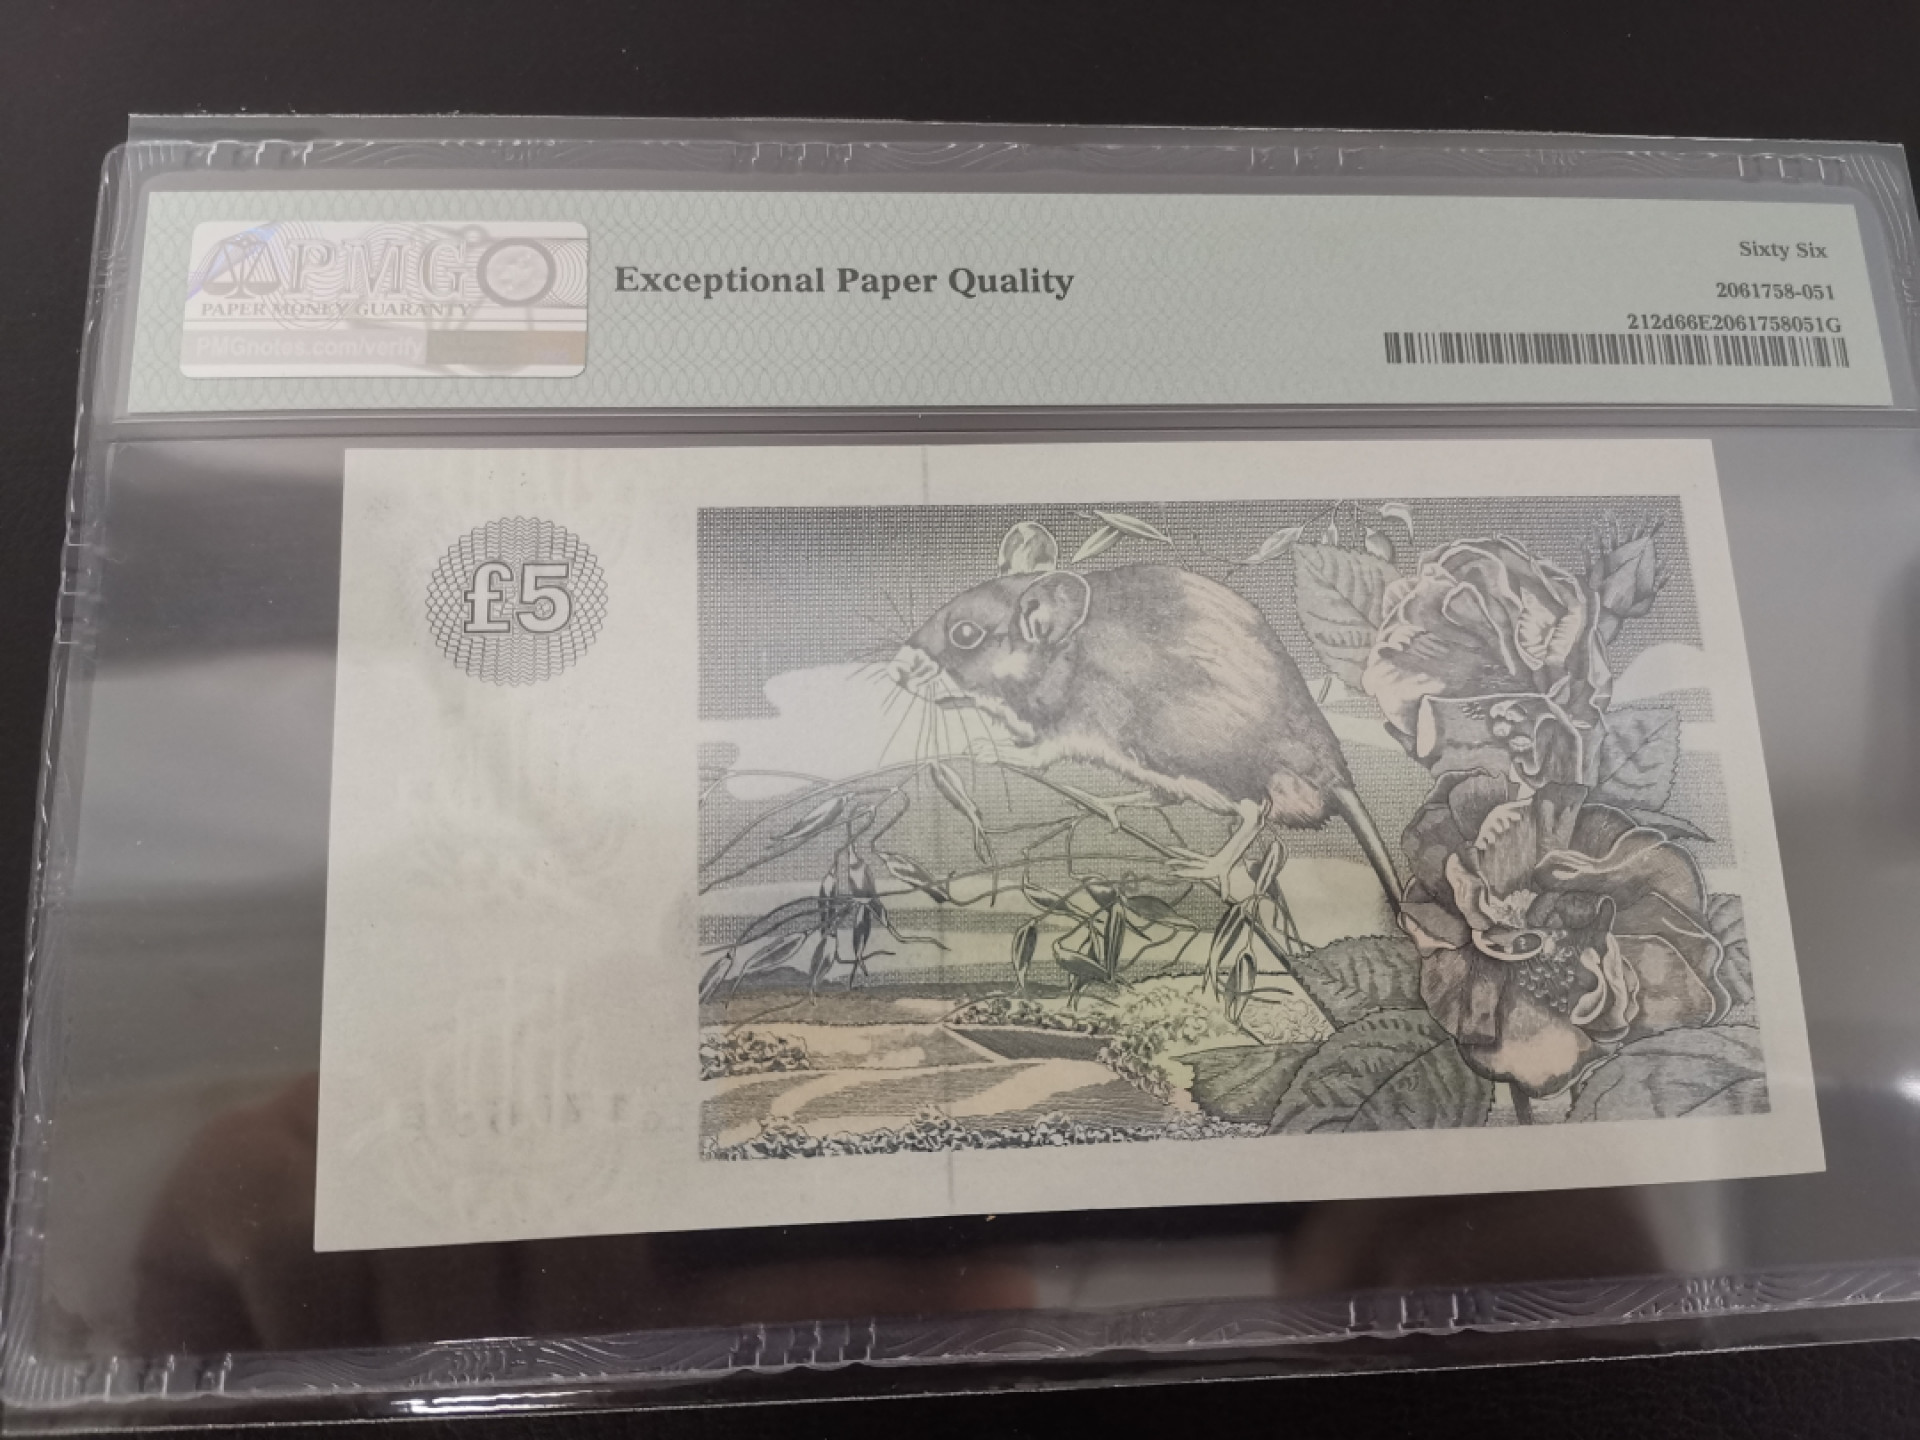 PMG
PAPER MONEY GUARANTY
PMGnotes.com/verify
Exceptional Paper Quality
Sixty Six
2061758-051
212d66E2061758051G
£5